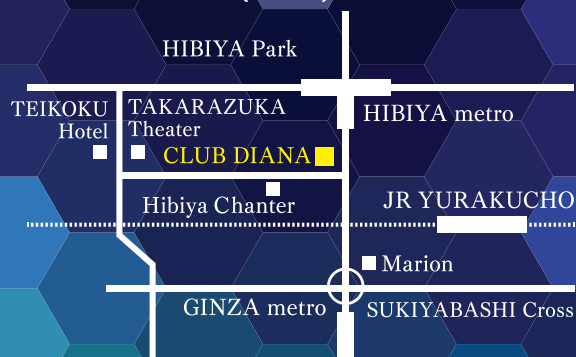 HIBIYA Park
TEIKOKU
Hotel
TAKARAZUKA
Theater
HIBIYA metro
CLUB DIANA
Hibiya Chanter
JR YURAKUCHO
Marion
GINZA metro
SUKIYABASHI Cross